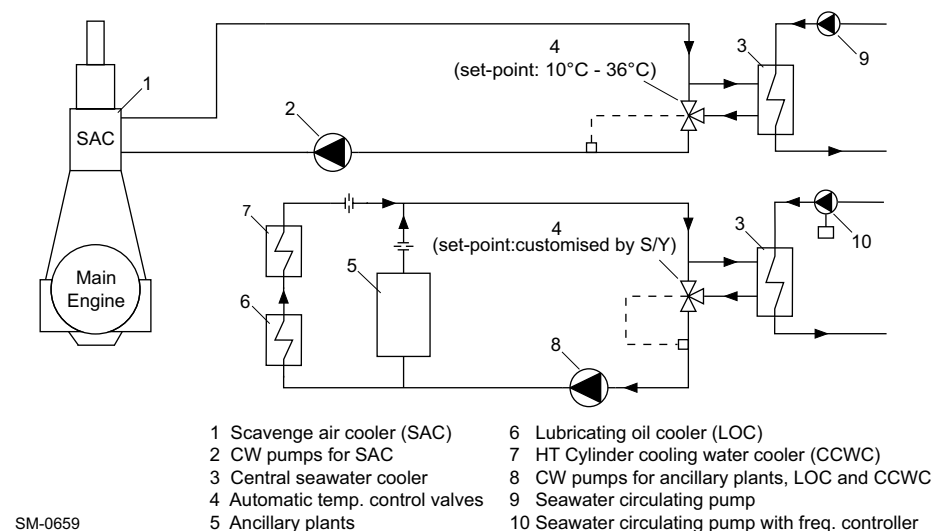 1
SAC
2
4
(set-point: 10°C - 36°C)
3
9
Main
Engine
7
6
5
4
(set-point:customised by S/Y)
3
10
8
1 Scavenge air cooler (SAC)
2 CW pumps for SAC
3 Central seawater cooler
4 Automatic temp. control valves
5 Ancillary plants
6 Lubricating oil cooler (LOC)
7 HT Cylinder cooling water cooler (CCWC)
8 CW pumps for ancillary plants, LOC and CCWC
9 Seawater circulating pump
10 Seawater circulating pump with freq. controller
SM-0659